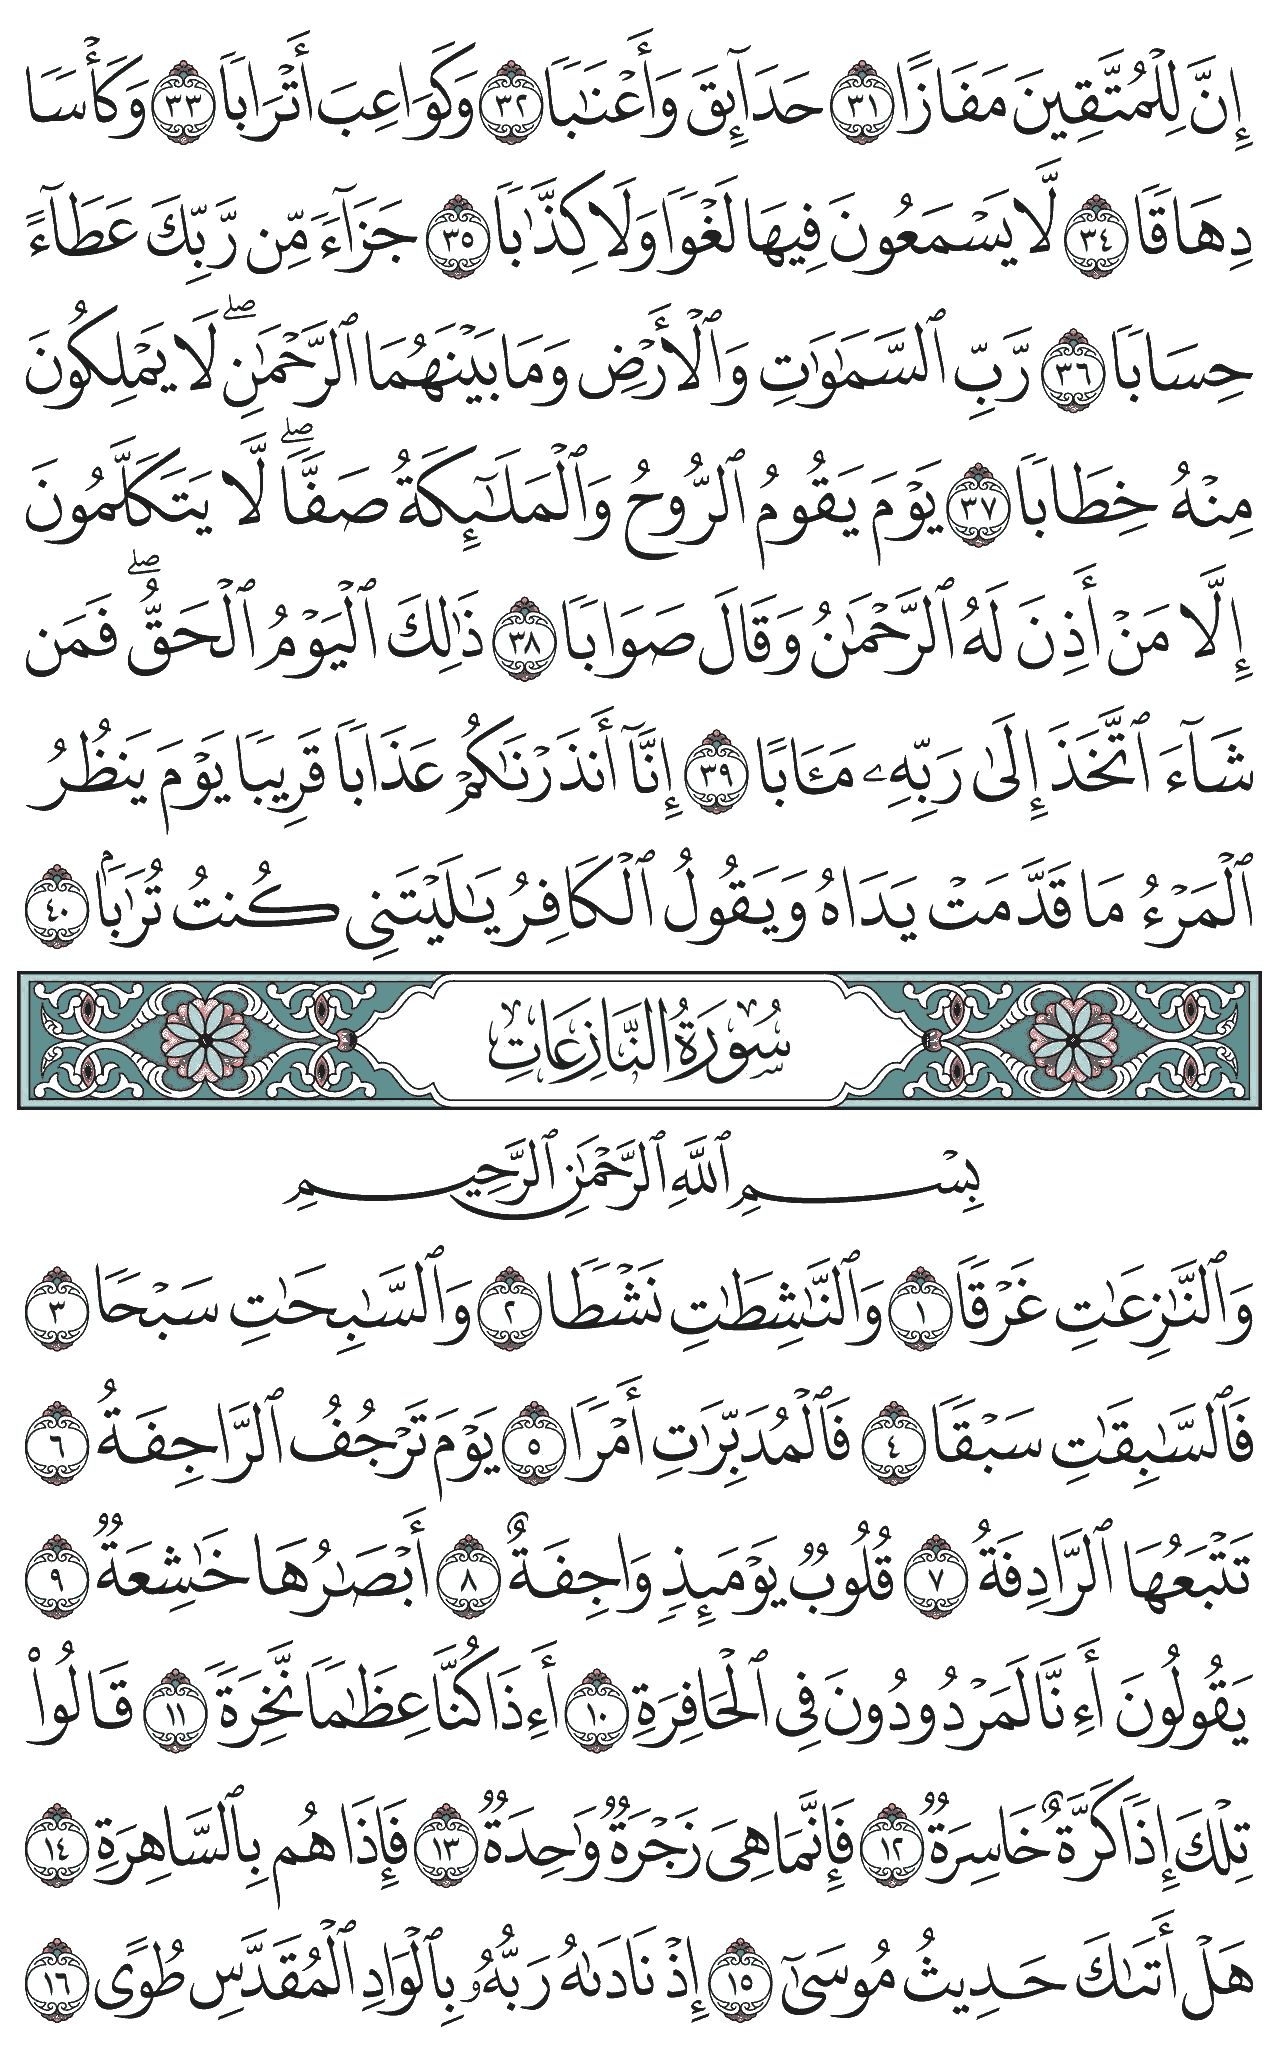 إِنَّ لِلْمُتَّقِينَ مَفَازًا ٣١ حَدَآئِقَ وَأَعْنَٰبًا ٣٢ وَكَوَاعِبَ أَتْرَابًا ٣٣ وَكَأْسًا
دِهَاقًا ٣٤ لَّا يَسْمَعُونَ فِيهَا لَغْوًا وَلَا كِذَّٰبًا ٣٥ جَزَآءً مِّن رَّبِّكَ عَطَآءً
حِسَابًا ٣٦ رَّبِّ ٱلسَّمَٰوَٰتِ وَٱلْأَرْضِ وَمَا بَيْنَهُمَا ٱلرَّحْمَٰنِۖ لَا يَمْلِكُونَ
مِنْهُ خِطَابًا ٣٧ يَوْمَ يَقُومُ ٱلرُّوحُ وَٱلْمَلَٰٓئِكَةُ صَفًّاۖ لَّا يَتَكَلَّمُونَ
إِلَّا مَنْ أَذِنَ لَهُ ٱلرَّحْمَٰنُ وَقَالَ صَوَابًا ٣٨ ذَٰلِكَ ٱلْيَوْمُ ٱلْحَقُّۖ فَمَن
شَآءَ ٱتَّخَذَ إِلَىٰ رَبِّهِۦ مَـَٔابًا ٣٩ إِنَّآ أَنذَرْنَٰكُمْ عَذَابًا قَرِيبًا يَوْمَ يَنظُرُ
ٱلْمَرْءُ مَا قَدَّمَتْ يَدَاهُ وَيَقُولُ ٱلْكَافِرُ يَٰلَيْتَنِى كُنتُ تُرَٰبًۢا ٤٠
سُورَةُ النَّازِعَاتِ
بِسْمِ ٱللَّهِ ٱلرَّحْمَٰنِ ٱلرَّحِيمِ
وَٱلنَّٰزِعَٰتِ غَرْقًا ١ وَٱلنَّٰشِطَٰتِ نَشْطًا ٢ وَٱلسَّٰبِحَٰتِ سَبْحًا ٣
فَٱلسَّٰبِقَٰتِ سَبْقًا ٤ فَٱلْمُدَبِّرَٰتِ أَمْرًا ٥ يَوْمَ تَرْجُفُ ٱلرَّاجِفَةُ ٦
تَتْبَعُهَا ٱلرَّادِفَةُ ٧ قُلُوبٌ يَوْمَئِذٍ وَاجِفَةٌ ٨ أَبْصَٰرُهَا خَٰشِعَةٌ ٩
يَقُولُونَ أَءِنَّا لَمَرْدُودُونَ فِى ٱلْحَافِرَةِ ١٠ أَءِذَا كُنَّا عِظَٰمًا نَّخِرَةً ١١ قَالُوا۟
تِلْكَ إِذًا كَرَّةٌ خَاسِرَةٌ ١٢ فَإِنَّمَا هِىَ زَجْرَةٌ وَٰحِدَةٌ ١٣ فَإِذَا هُم بِٱلسَّاهِرَةِ ١٤
هَلْ أَتَىٰكَ حَدِيثُ مُوسَىٰٓ ١٥ إِذْ نَادَىٰهُ رَبُّهُۥ بِٱلْوَادِ ٱلْمُقَدَّسِ طُوًى ١٦